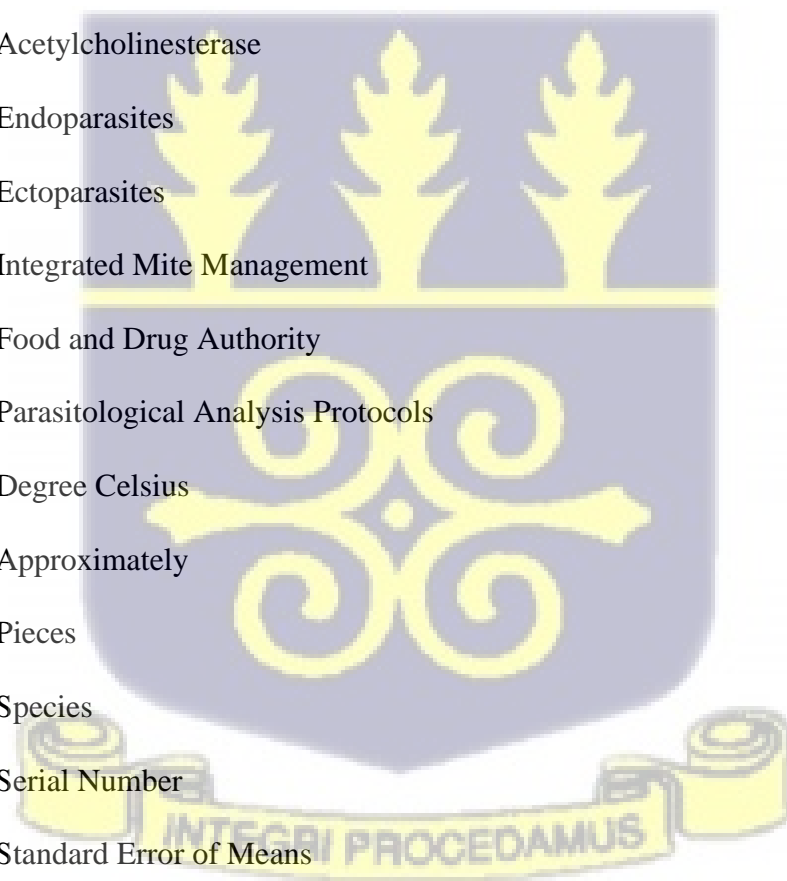 Acetylcholinesterase
Endoparasites
Ectoparasites
Integrated Mite Management
Food and Drug Authority
Parasitological Analysis Protocols
Degree Celsius
Approximately
Pieces
Species
Serial Number
INTEGRI PROCEDAMUS
Standard Error of Means